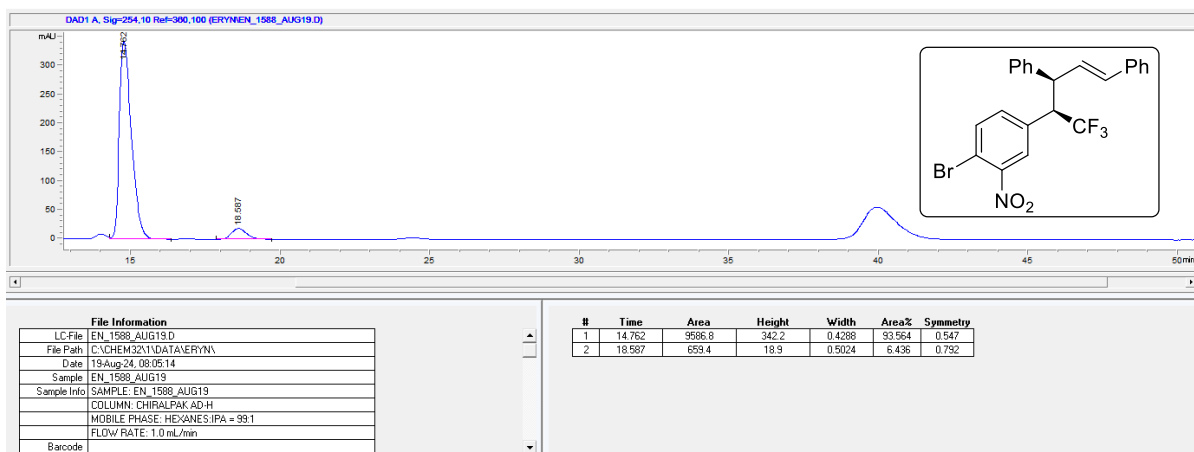 DAD1 A, Sig=254,10 Ref=360,100 (ERYN\EN_1588_AUG19.D)
mAU
300
250
200
150
100
50
0
14.762
18.587
15
20
25
30
35
40
45
50
min
Ph
Ph
CF3
Br
NO2
File Information
LC-File EN_1588_AUG19.D
File Path C:\CHEM32\1\DATA\ERYN\
Date 19-Aug-24, 08:05:14
Sample EN_1588_AUG19
Sample Info SAMPLE: EN_1588_AUG19
COLUMN: CHIRALPAK AD-H
MOBILE PHASE: HEXANES:IPA = 99:1
FLOW RATE: 1.0 mL/min
Barcode
# Time Area Height Width Area% Symmetry
1 14.762 9586.8 342.2 0.4288 93.564 0.547
2 18.587 659.4 18.9 0.5024 6.436 0.792